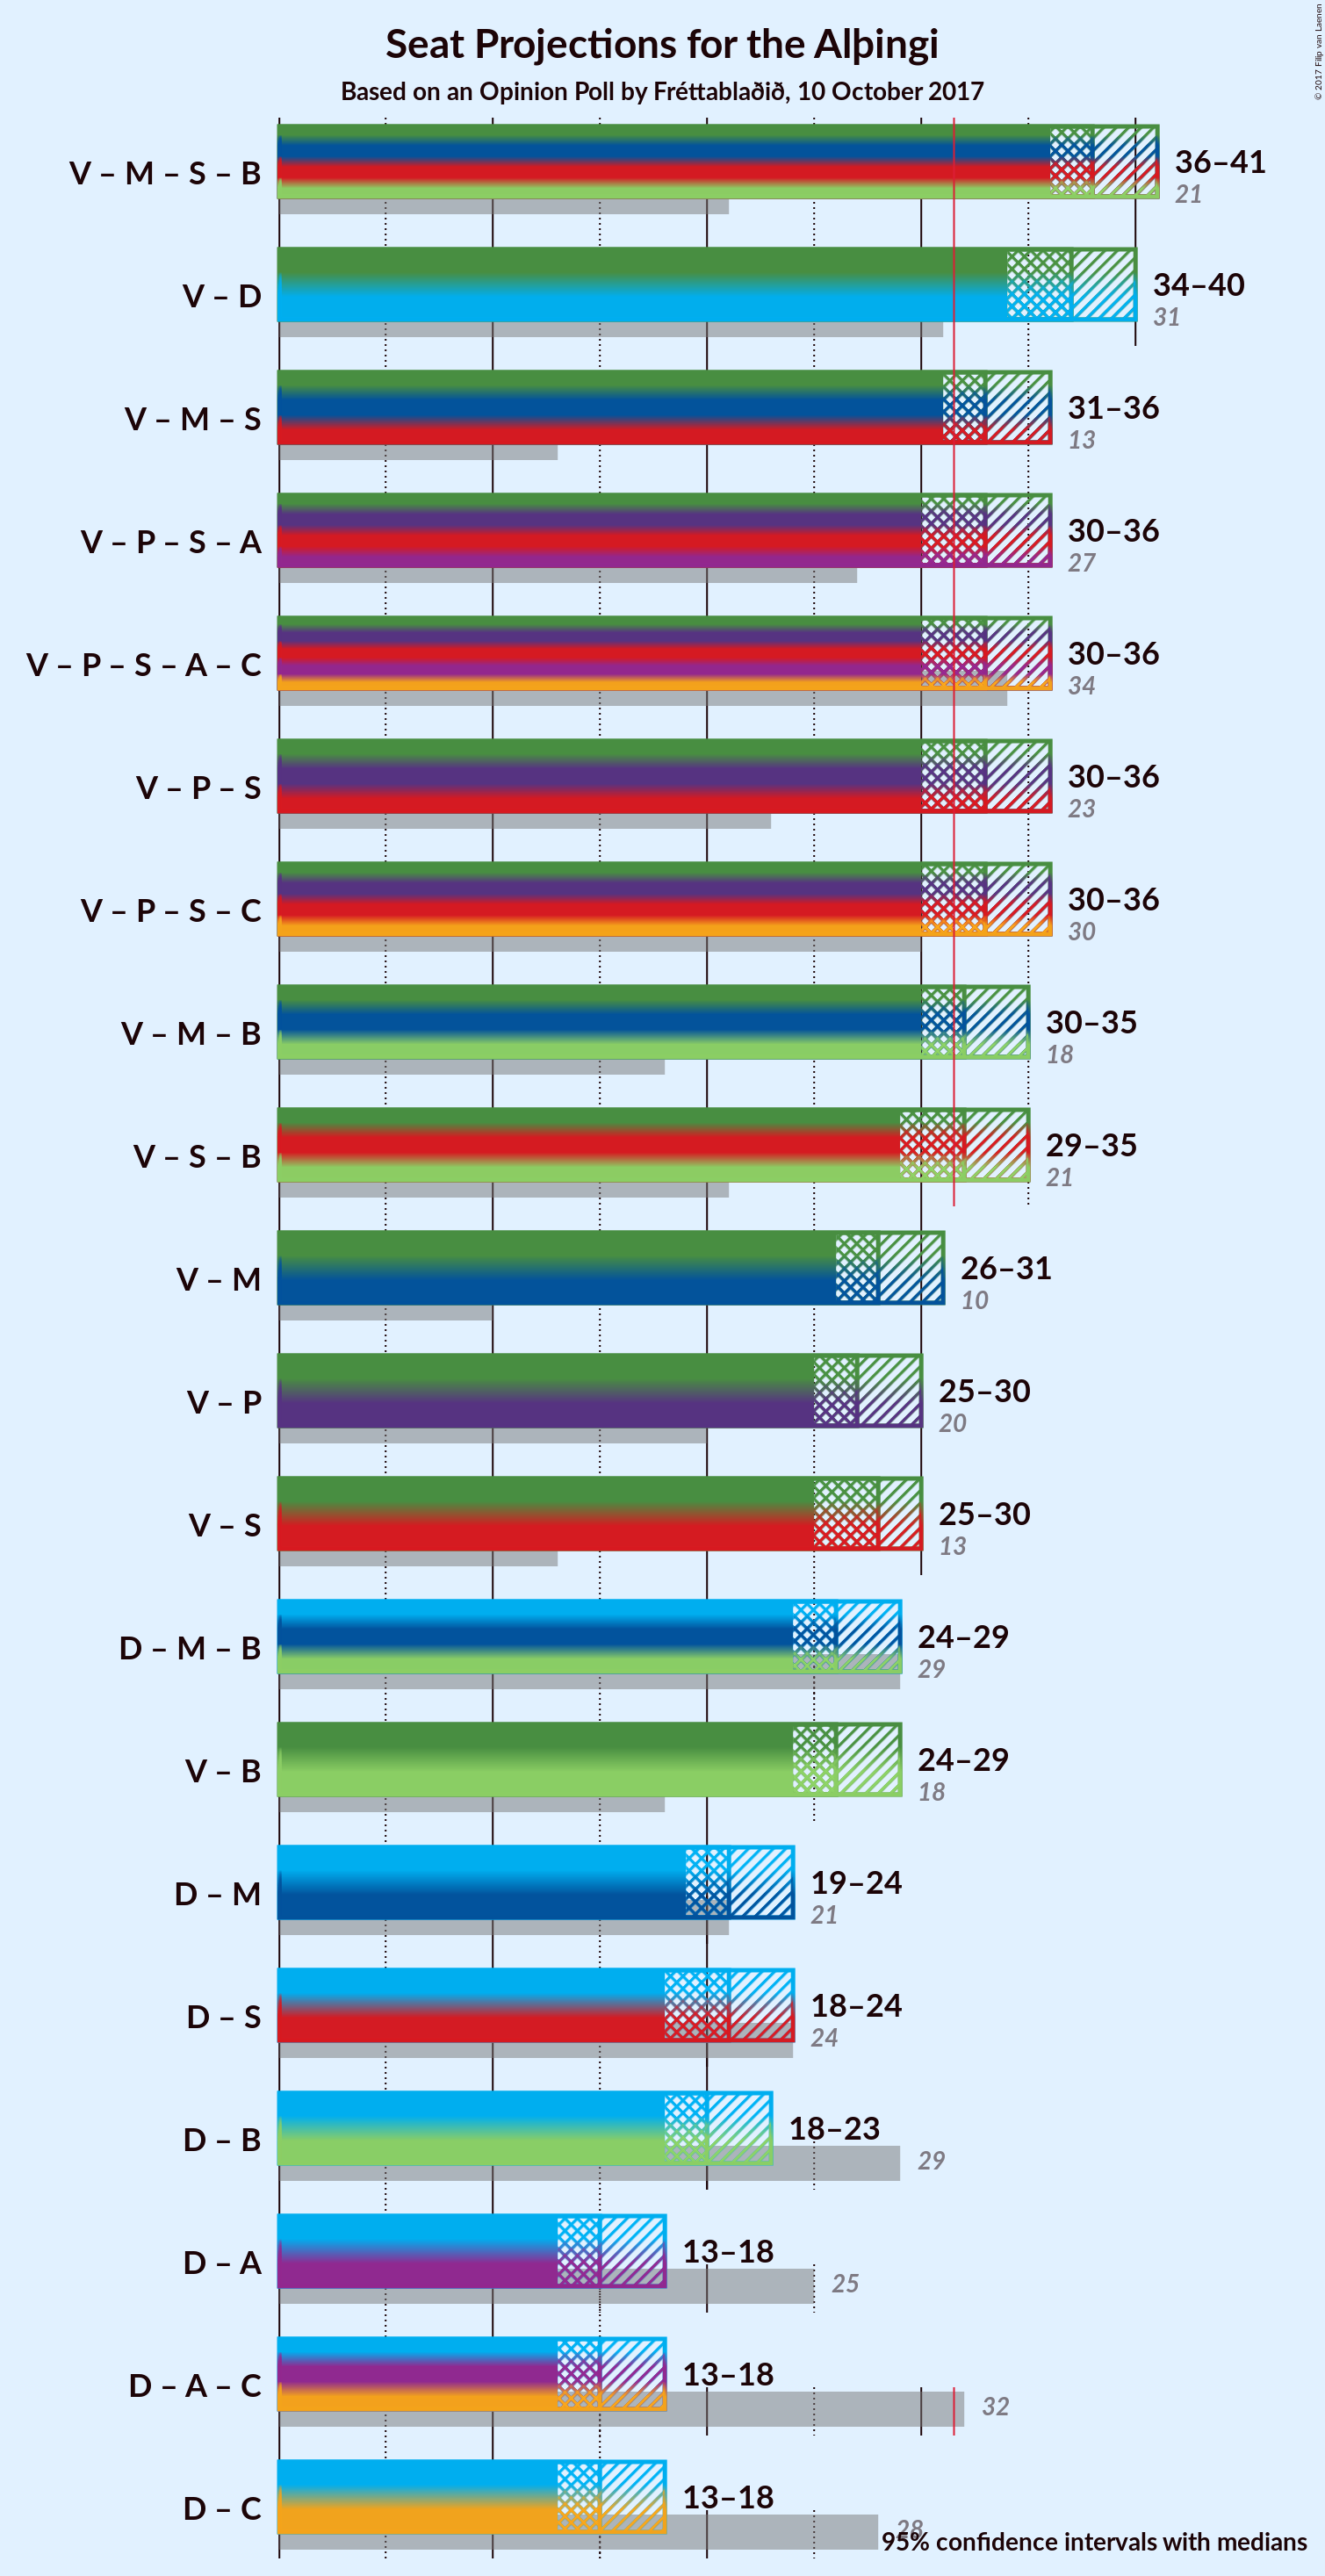 © 2017 Filip van Laenen
Seat Projections for the Alþingi
Based on an Opinion Poll by Fréttablaðið, 10 October 2017
V – M – S – B
36–41
21
V – D
34–40
31
V – M – S
31–36
13
V – P – S – A
30–36
27
V – P – S – A – C
30–36
34
V – P – S
30–36
23
V – P – S – C
30–36
30
V – M – B
30–35
18
V – S – B
29–35
21
V – M
26–31
10
V – P
25–30
20
V – S
25–30
13
D – M – B
24–29
29
V – B
24–29
18
D – M
19–24
21
D – S
18–24
24
D – B
18–23
29
D – A
13–18
25
D – A – C
13–18
32
D – C
13–18
28
95% confidence intervals with medians